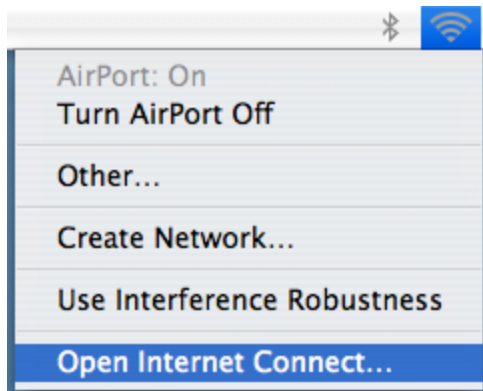 AirPort: On
Turn AirPort Off
Other...
Create Network...
Use Interference Robustness
Open Internet Connect...